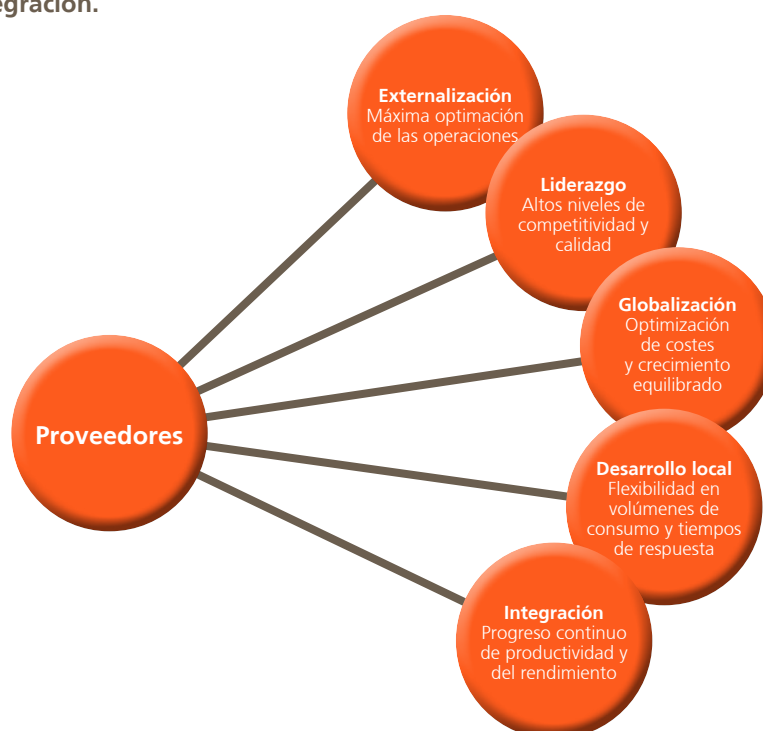 egración.
Externalización
Máxima optimación
de las operaciones
Liderazgo
Altos niveles de
competitividad y
calidad
Globalización
Optimización
de costes
y crecimiento
equilibrado
Proveedores
Desarrollo local
Flexibilidad en
volúmenes de
consumo y tiempos
de respuesta
Integración
Progreso continuo
de productividad y
del rendimiento